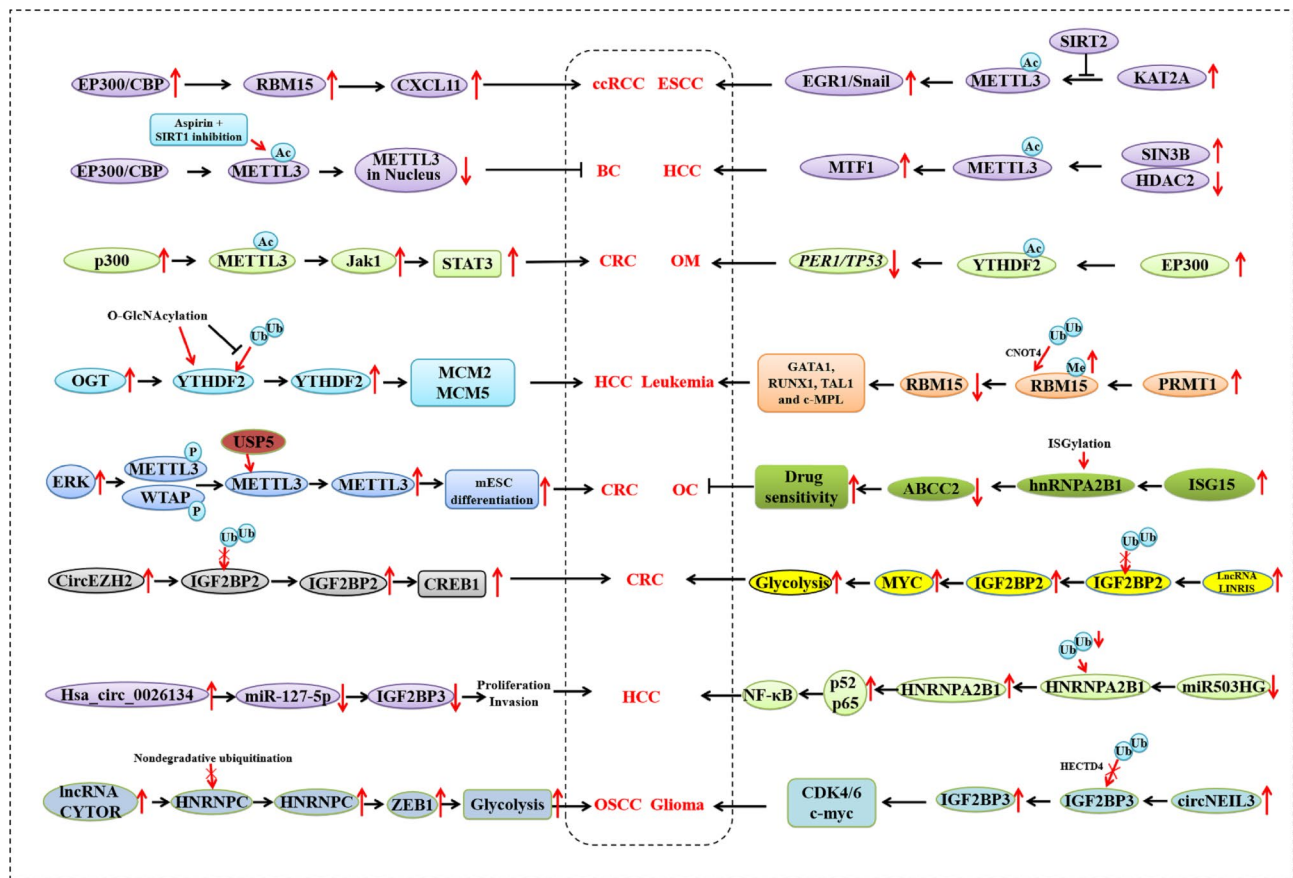 SIRT2
Ac
EP300/CBP
RBM15
CXCL11
ccRCC
ESCC
EGR1/Snail
METTL3
KAT2A
Aspirin +
SIRT1 inhibition
Ac
EP300/CBP
METTL3
METTL3
in Nucleus
BC
HCC
MTF1
Ac
METTL3
SIN3B
HDAC2
Ac
p300
METTL3
Jak1
STAT3
CRC
OM
PER1/TP53
Ac
YTHDF2
EP300
O-GlcNAcylation
Ub
Ub
OGT
YTHDF2
YTHDF2
MCM2
MCM5
HCC
Leukemia
GATA1,
RUNX1, TAL1
and c-MPL
RBM15
CNOT4
Ub
Ub
Me
RBM15
PRMT1
USP5
P
ERK
METTL3
WTAP
P
METTL3
METTL3
mESC
differentiation
CRC
OC
Drug
sensitivity
ABCC2
ISGylation
hnRNPA2B1
ISG15
Ub
Ub
CircEZH2
IGF2BP2
IGF2BP2
CREB1
CRC
Glycolysis
MYC
IGF2BP2
Ub
Ub
IGF2BP2
LncRNA
LINRIS
Hsa_circ_0026134
miR-127-5p
IGF2BP3
Proliferation
Invasion
HCC
NF-κB
p52
p65
HNRNPA2B1
Ub
Ub
HNRNPA2B1
miR503HG
Nondegradative ubiquitination
lncRNA
CYTOR
HNRNPC
HNRNPC
ZEB1
Glycolysis
OSCC
Glioma
CDK4/6
c-myc
IGF2BP3
HECTD4
Ub
Ub
IGF2BP3
circNEIL3